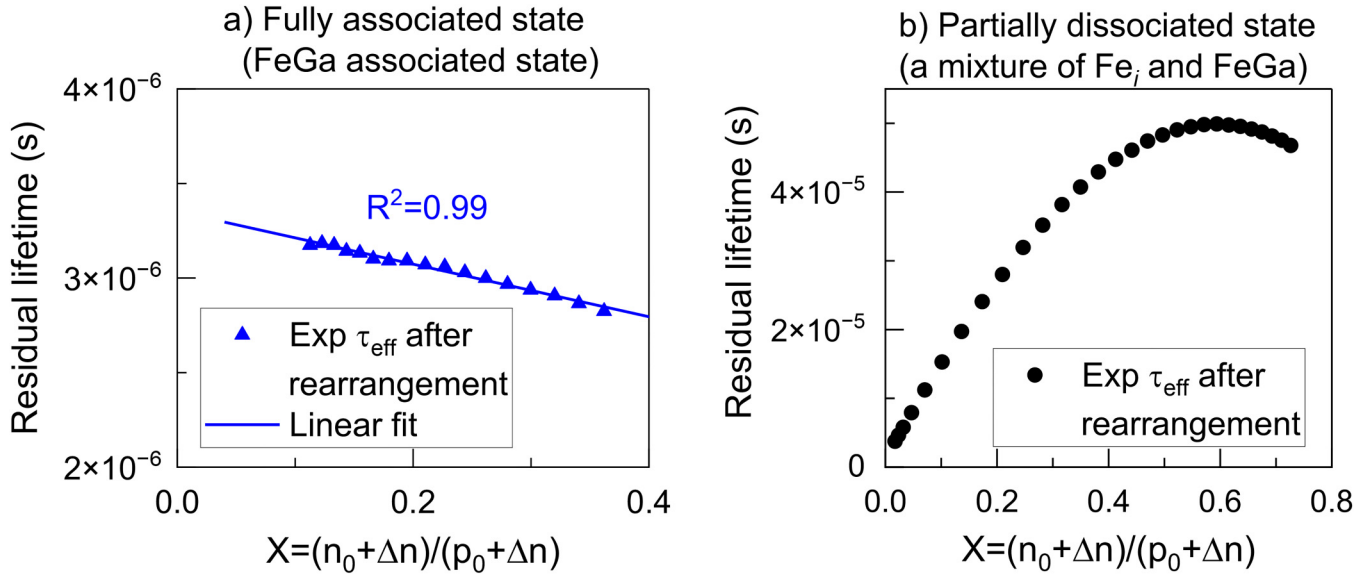 a) Fully associated state
(FeGa associated state)
Residual lifetime (s)
4×10⁻⁶
3×10⁻⁶
2×10⁻⁶
R²=0.99
Exp τeff after
rearrangement
Linear fit
0.0 0.2 0.4
X=(n₀+Δn)/(p₀+Δn)
b) Partially dissociated state
(a mixture of Feᵢ and FeGa)
Residual lifetime (s)
4×10⁻⁵
2×10⁻⁵
0
Exp τeff after
rearrangement
0.0 0.2 0.4 0.6 0.8
X=(n₀+Δn)/(p₀+Δn)